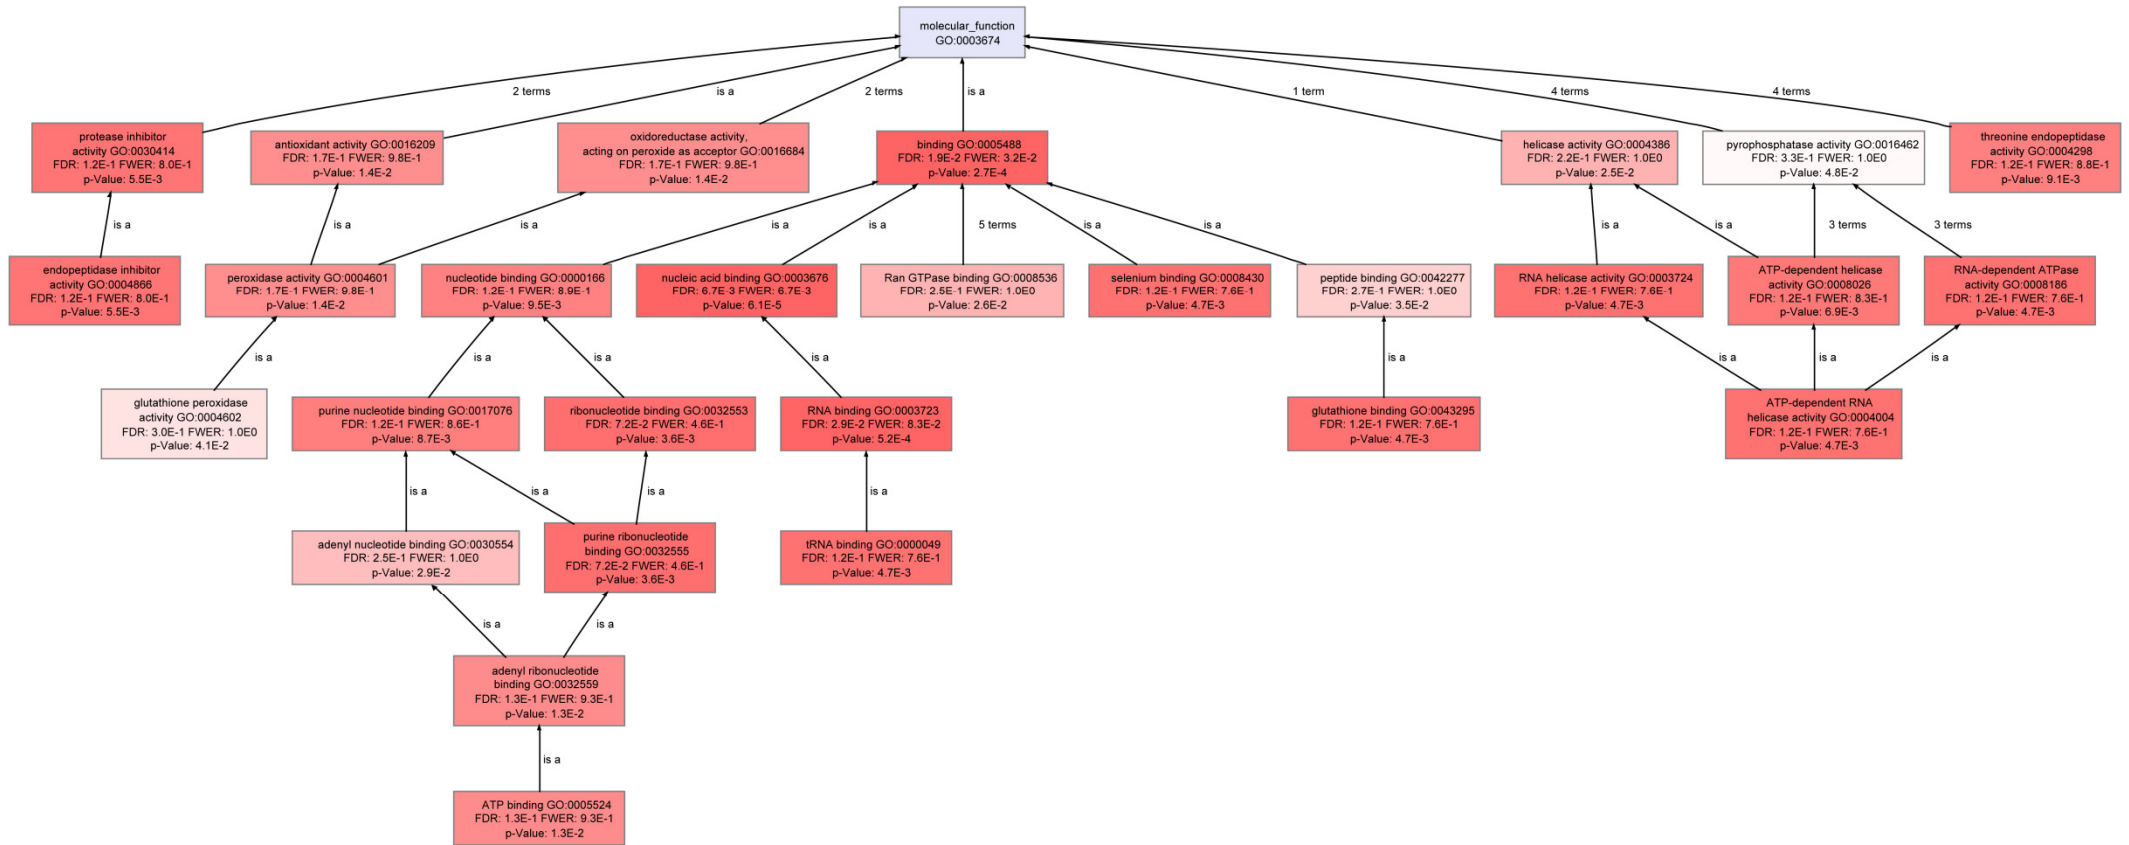 molecular_function
GO:0003674
2 terms
is a
2 terms
is a
1 term
4 terms
4 terms
protease inhibitor
activity GO:0030414
FDR: 1.2E-1 FWER: 8.0E-1
p-Value: 5.5E-3
antioxidant activity GO:0016209
FDR: 1.7E-1 FWER: 9.8E-1
p-Value: 1.4E-2
oxidoreductase activity,
acting on peroxide as acceptor GO:0016684
FDR: 1.7E-1 FWER: 9.8E-1
p-Value: 1.4E-2
binding GO:0005488
FDR: 1.9E-2 FWER: 3.2E-2
p-Value: 2.7E-4
helicase activity GO:0004386
FDR: 2.2E-1 FWER: 1.0E0
p-Value: 2.5E-2
pyrophosphatase activity GO:0016462
FDR: 3.3E-1 FWER: 1.0E0
p-Value: 4.8E-2
threonine endopeptidase
activity GO:0004298
FDR: 1.2E-1 FWER: 8.8E-1
p-Value: 9.1E-3
is a
is a
is a
is a
is a
5 terms
is a
is a
is a
is a
3 terms
3 terms
endopeptidase inhibitor
activity GO:0004866
FDR: 1.2E-1 FWER: 8.0E-1
p-Value: 5.5E-3
peroxidase activity GO:0004601
FDR: 1.7E-1 FWER: 9.8E-1
p-Value: 1.4E-2
nucleotide binding GO:0000166
FDR: 1.2E-1 FWER: 8.9E-1
p-Value: 9.5E-3
nucleic acid binding GO:0003676
FDR: 6.7E-3 FWER: 6.7E-3
p-Value: 6.1E-5
Ran GTPase binding GO:0008536
FDR: 2.5E-1 FWER: 1.0E0
p-Value: 2.6E-2
selenium binding GO:0008430
FDR: 1.2E-1 FWER: 7.6E-1
p-Value: 4.7E-3
peptide binding GO:0042277
FDR: 2.7E-1 FWER: 1.0E0
p-Value: 3.5E-2
RNA helicase activity GO:0003724
FDR: 1.2E-1 FWER: 7.6E-1
p-Value: 4.7E-3
ATP-dependent helicase
activity GO:0008026
FDR: 1.2E-1 FWER: 8.3E-1
p-Value: 6.9E-3
RNA-dependent ATPase
activity GO:0008186
FDR: 1.2E-1 FWER: 7.6E-1
p-Value: 4.7E-3
is a
is a
is a
is a
is a
is a
is a
is a
glutathione peroxidase
activity GO:0004602
FDR: 3.0E-1 FWER: 1.0E0
p-Value: 4.1E-2
purine nucleotide binding GO:0017076
FDR: 1.2E-1 FWER: 8.6E-1
p-Value: 8.7E-3
ribonucleotide binding GO:0032553
FDR: 7.2E-2 FWER: 4.6E-1
p-Value: 3.6E-3
RNA binding GO:0003723
FDR: 2.9E-2 FWER: 8.3E-2
p-Value: 5.2E-4
glutathione binding GO:0043295
FDR: 1.2E-1 FWER: 7.6E-1
p-Value: 4.7E-3
ATP-dependent RNA
helicase activity GO:0004004
FDR: 1.2E-1 FWER: 7.6E-1
p-Value: 4.7E-3
is a
is a
is a
is a
adenyl nucleotide binding GO:0030554
FDR: 2.5E-1 FWER: 1.0E0
p-Value: 2.9E-2
purine ribonucleotide
binding GO:0032555
FDR: 7.2E-2 FWER: 4.6E-1
p-Value: 3.6E-3
tRNA binding GO:0000049
FDR: 1.2E-1 FWER: 7.6E-1
p-Value: 4.7E-3
is a
is a
adenyl ribonucleotide
binding GO:0032559
FDR: 1.3E-1 FWER: 9.3E-1
p-Value: 1.3E-2
is a
ATP binding GO:0005524
FDR: 1.3E-1 FWER: 9.3E-1
p-Value: 1.3E-2